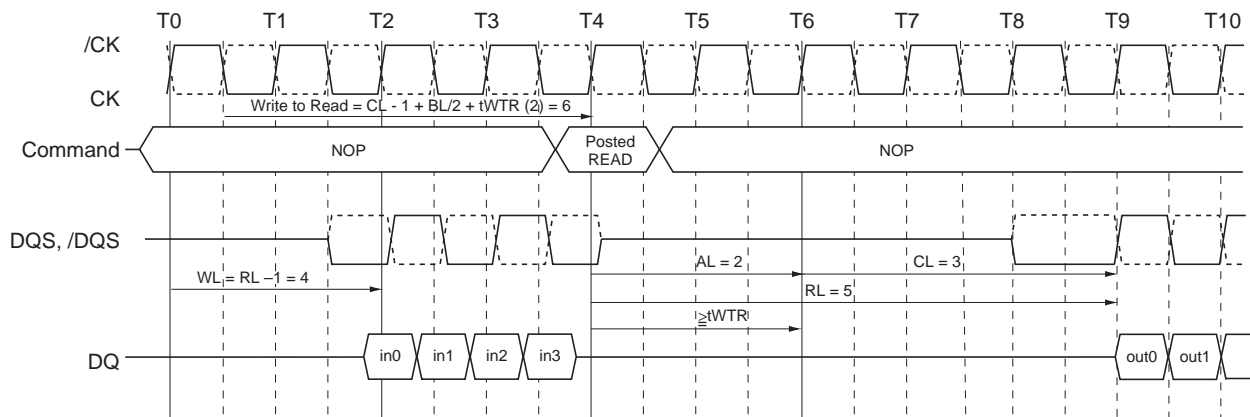 T0 T1 T2 T3 T4 T5 T6 T7 T8 T9 T10
/CK
CK
Write to Read = CL - 1 + BL/2 + tWTR (2) = 6
Command NOP Posted READ NOP
DQS, /DQS
WL = RL –1 = 4
AL = 2 CL = 3
RL = 5
≧tWTR
DQ in0 in1 in2 in3 out0 out1